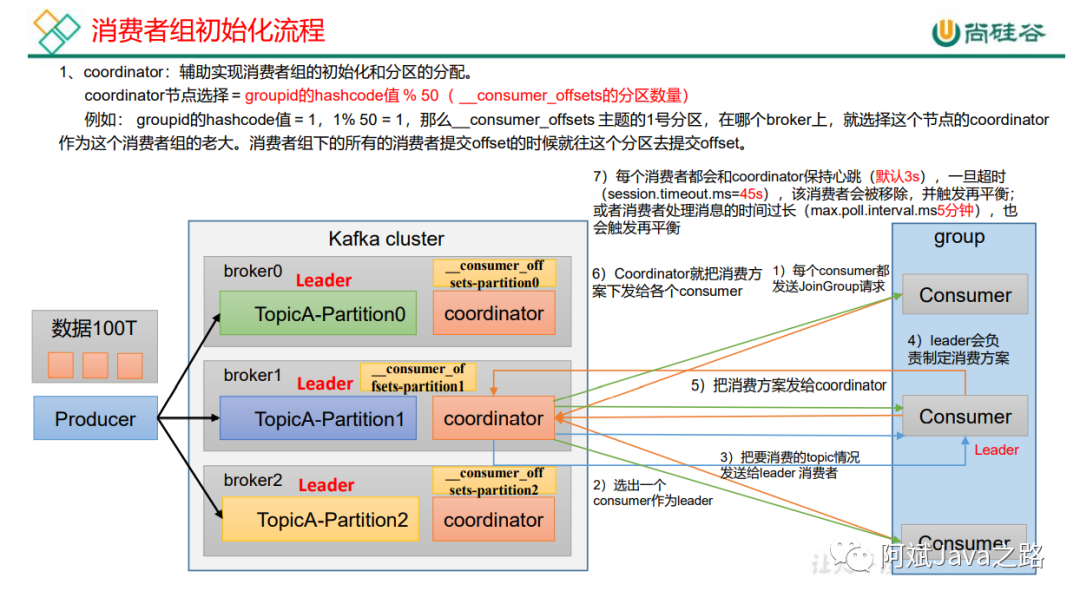 消费者组初始化流程
尚硅谷
1、coordinator：辅助实现消费者组的初始化和分区的分配。
coordinator节点选择 = groupid的hashcode值 % 50（ __consumer_offsets的分区数量）
例如： groupid的hashcode值 = 1，1% 50 = 1，那么__consumer_offsets 主题的1号分区，在哪个broker上，就选择这个节点的coordinator
作为这个消费者组的老大。消费者组下的所有的消费者提交offset的时候就往这个分区去提交offset。
7）每个消费者都会和coordinator保持心跳（默认3s），一旦超时
（session.timeout.ms=45s），该消费者会被移除，并触发再平衡；
或者消费者处理消息的时间过长（max.poll.interval.ms5分钟），也
会触发再平衡
Kafka cluster
group
broker0
Leader
__consumer_off
sets-partition0
TopicA-Partition0
coordinator
6）Coordinator就把消费方
案下发给各个consumer
1）每个consumer都
发送JoinGroup请求
Consumer
数据100T
4）leader会负
责制定消费方案
broker1
Leader
__consumer_of
fsets-partition1
5）把消费方案发给coordinator
Producer
TopicA-Partition1
coordinator
Consumer
Leader
3）把要消费的topic情况
发送给leader 消费者
broker2
Leader
__consumer_off
sets-partition2
2）选出一个
consumer作为leader
TopicA-Partition2
coordinator
Consumer
阿斌Java之路